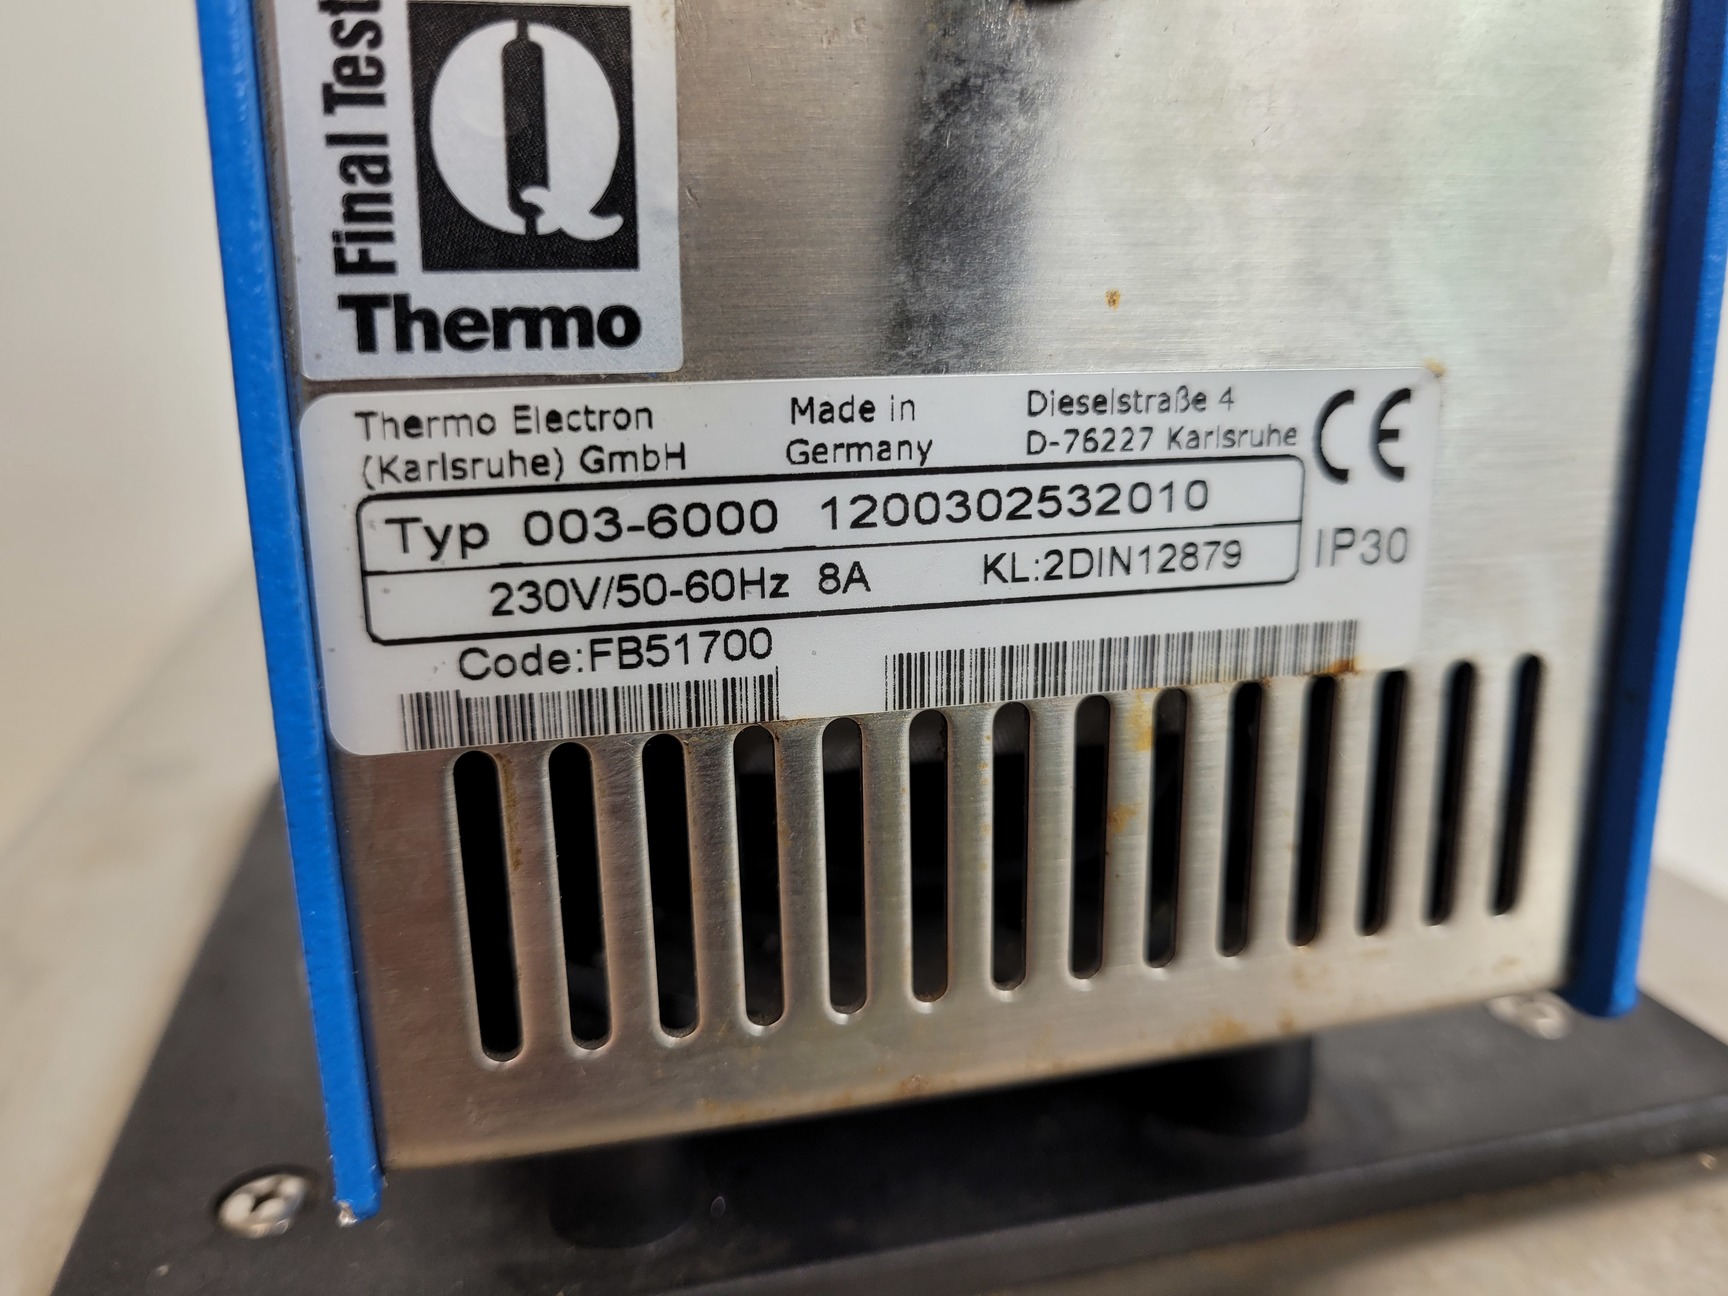 Final Test
Q
Thermo
Thermo Electron
(Karlsruhe) GmbH
Made in
Germany
Dieselstraße 4
D-76227 Karlsruhe
CE
Typ 003-6000 1200302532010
230V/50-60Hz 8A KL:2DIN12879
IP30
Code:FB51700